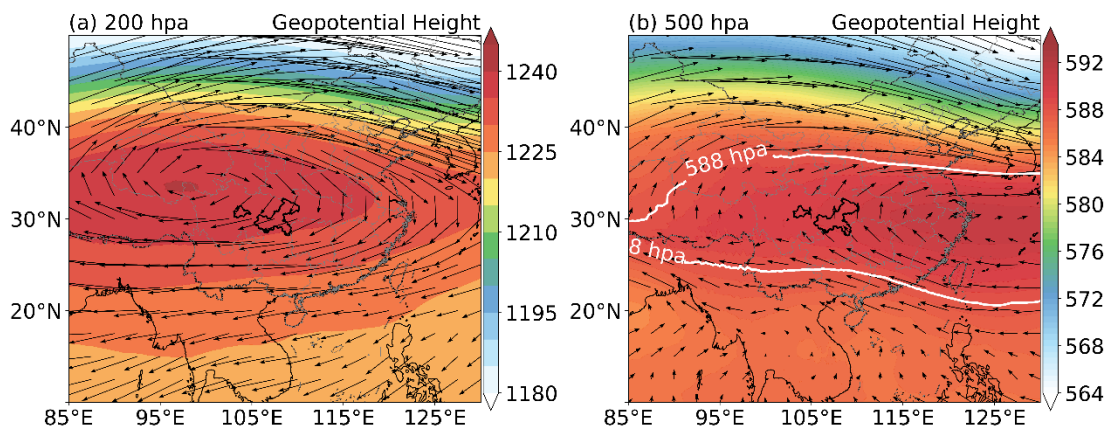 (a) 200 hpa Geopotential Height
40°N
30°N
20°N
85°E 95°E 105°E 115°E 125°E
1240
1225
1210
1195
1180
(b) 500 hpa Geopotential Height
588 hpa
8 hpa
40°N
30°N
20°N
85°E 95°E 105°E 115°E 125°E
592
588
584
580
576
572
568
564